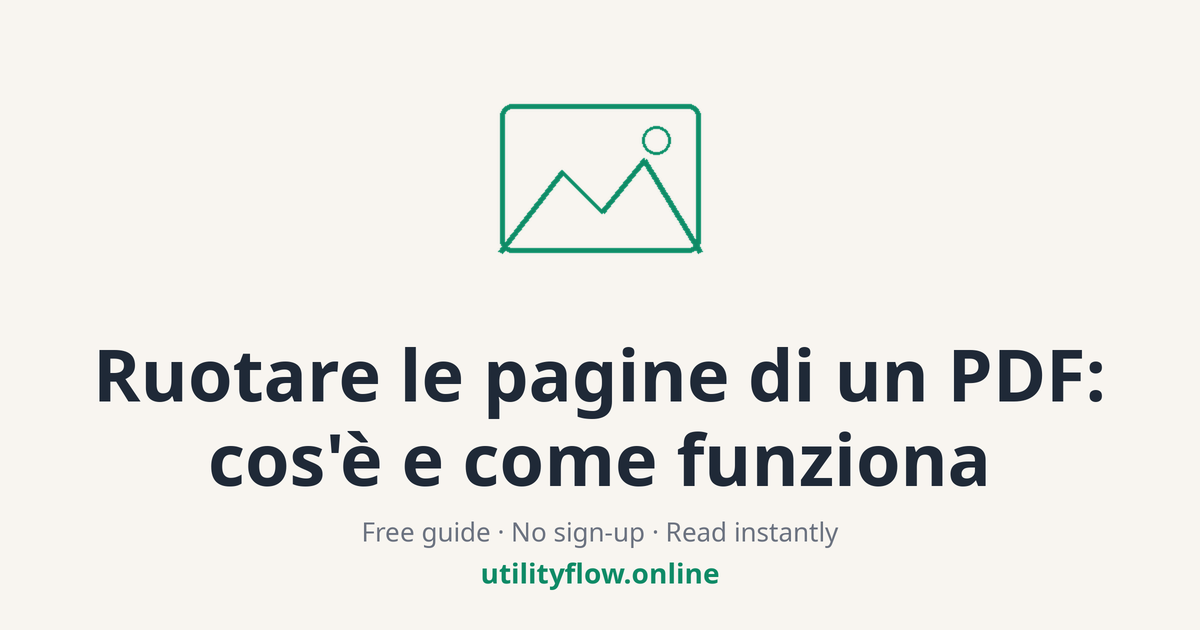 Ruotare le pagine di un PDF:
cos'è e come funziona
Free guide · No sign-up · Read instantly
utilityflow.online